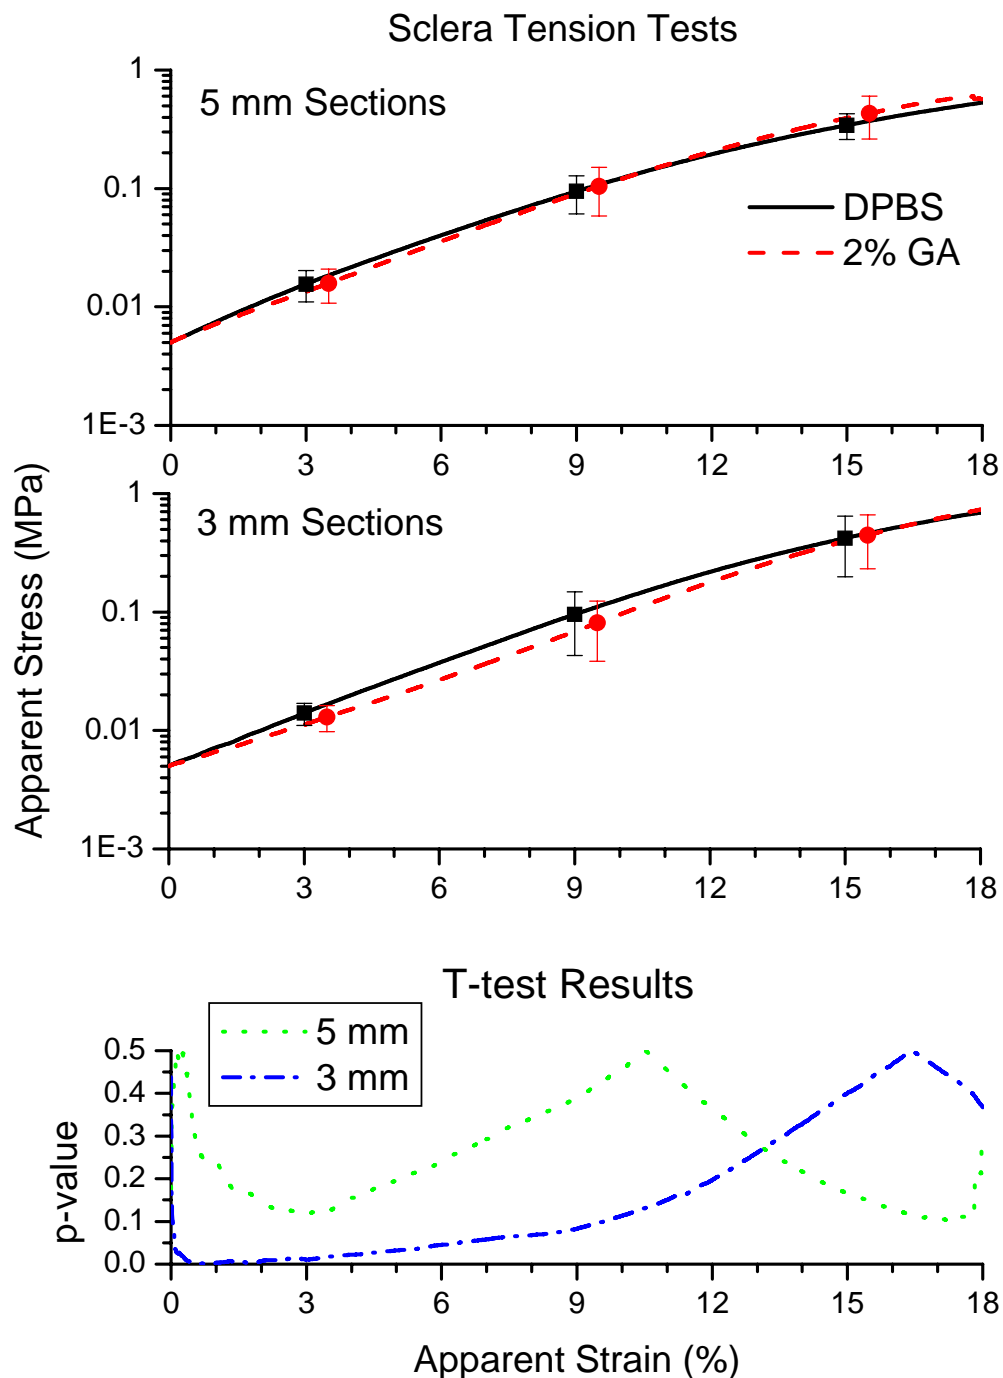 Sclera Tension Tests
1
5 mm Sections
0.1
DPBS
2% GA
0.01
1E-3
0 3 6 9 12 15 18
Apparent Stress (MPa)
1
3 mm Sections
0.1
0.01
1E-3
0 3 6 9 12 15 18
T-test Results
5 mm
3 mm
0.5
0.4
0.3
0.2
0.1
0.0
p-value
0 3 6 9 12 15 18
Apparent Strain (%)